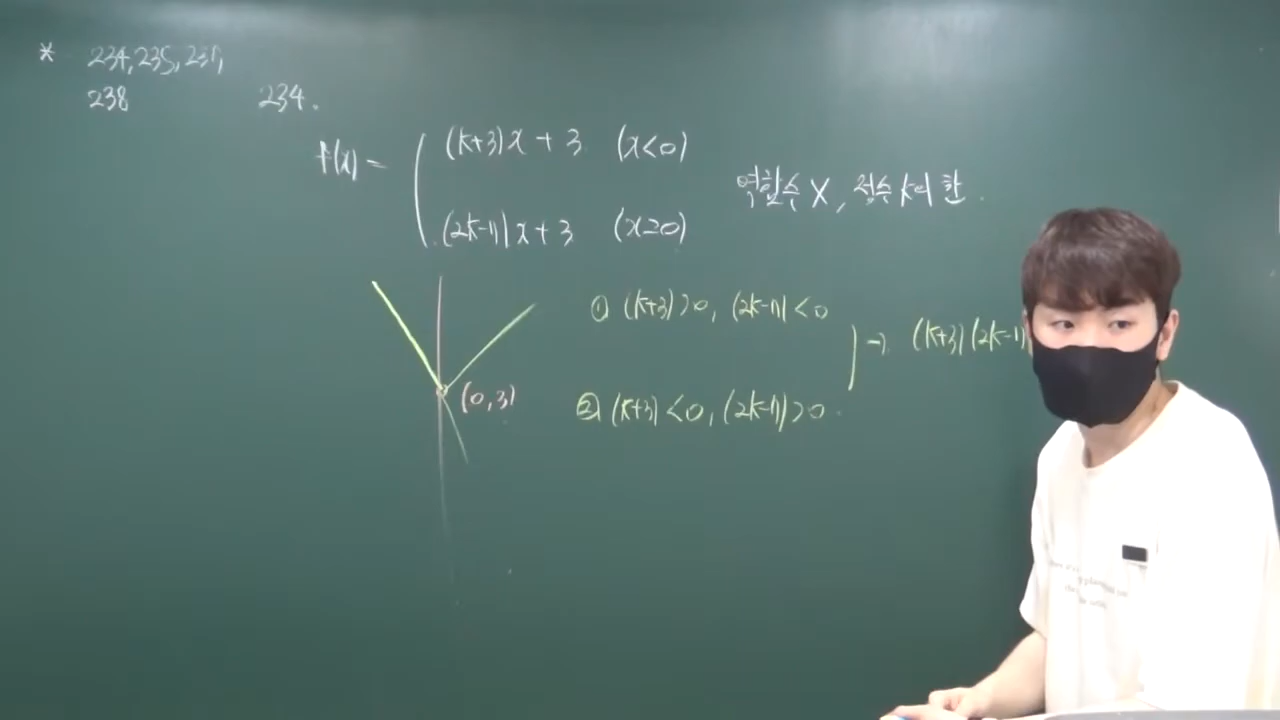 * 234, 235, 237,
238
234.
f(x) = { (k+3)x + 3 (x<0)
(2k-1)x + 3 (x≥0)
역함수 X, 정수 k의 합.
① (k+3)>0, (2k-1)<0
→ (k+3)(2k-1)
(0,3)
② (k+3)<0, (2k-1)>0.